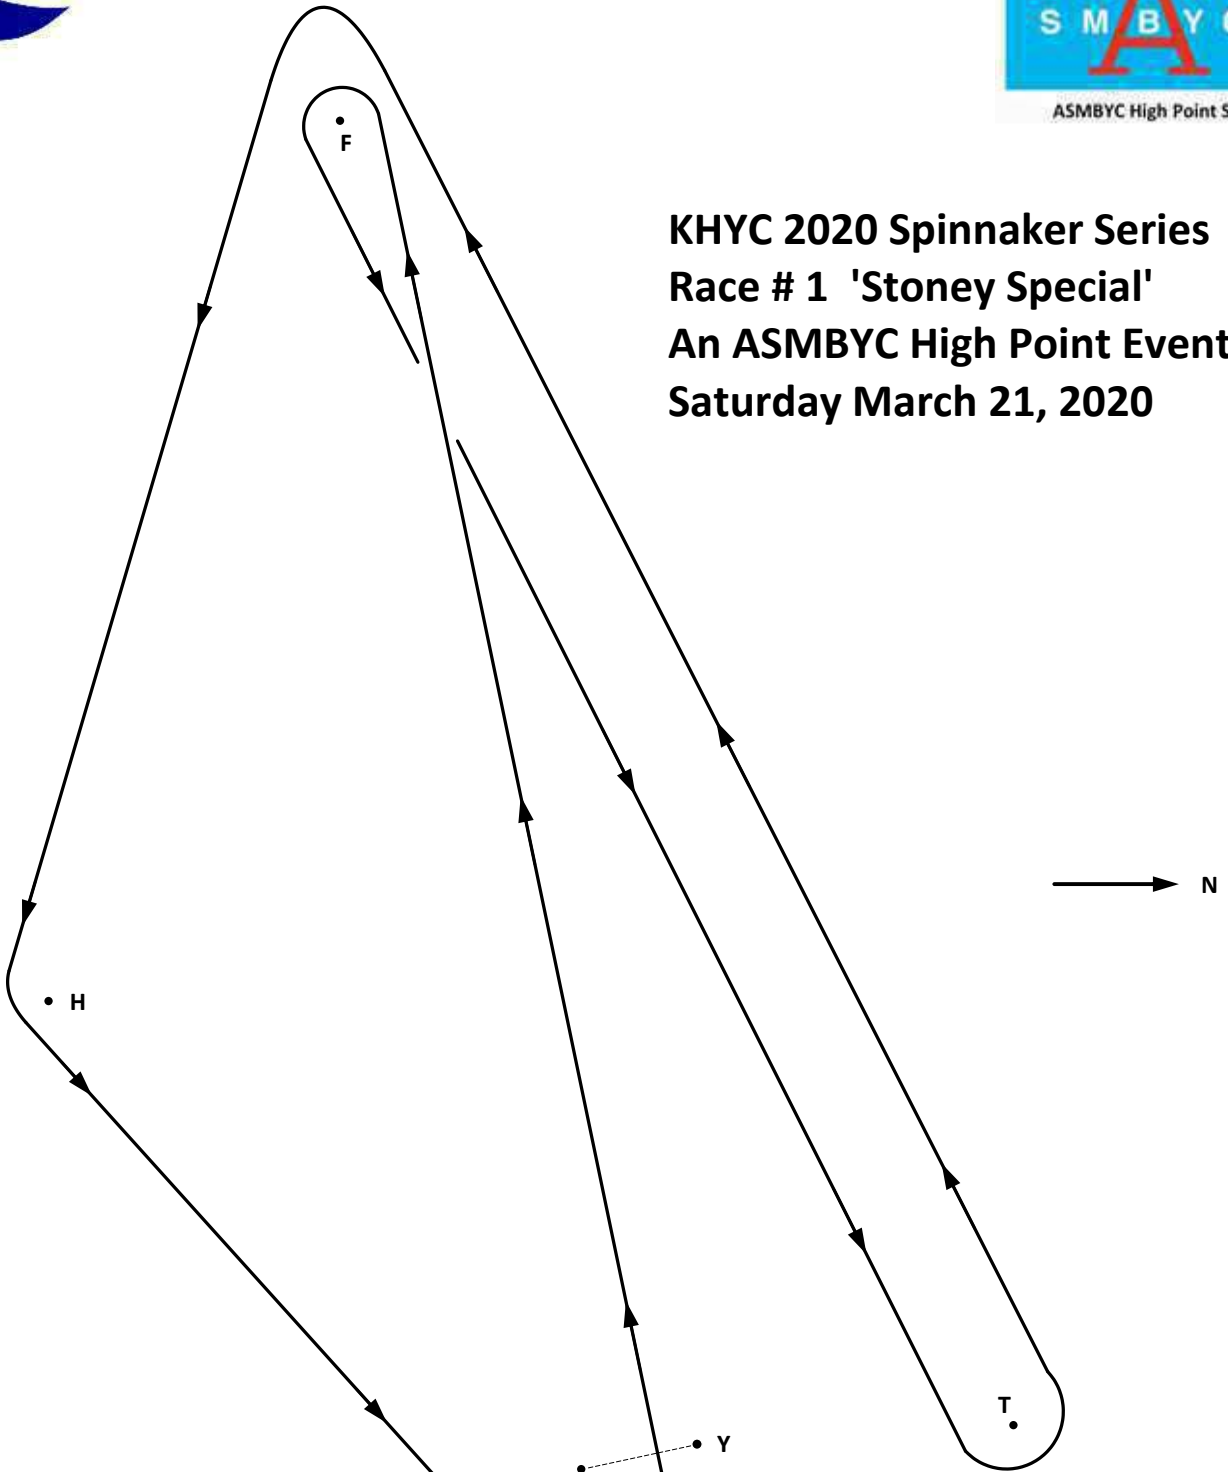 S M B Y
A
ASMBYC High Point
F
KHYC 2020 Spinnaker Series
Race # 1 'Stoney Special'
An ASMBYC High Point Event
Saturday March 21, 2020
N
H
T
Y